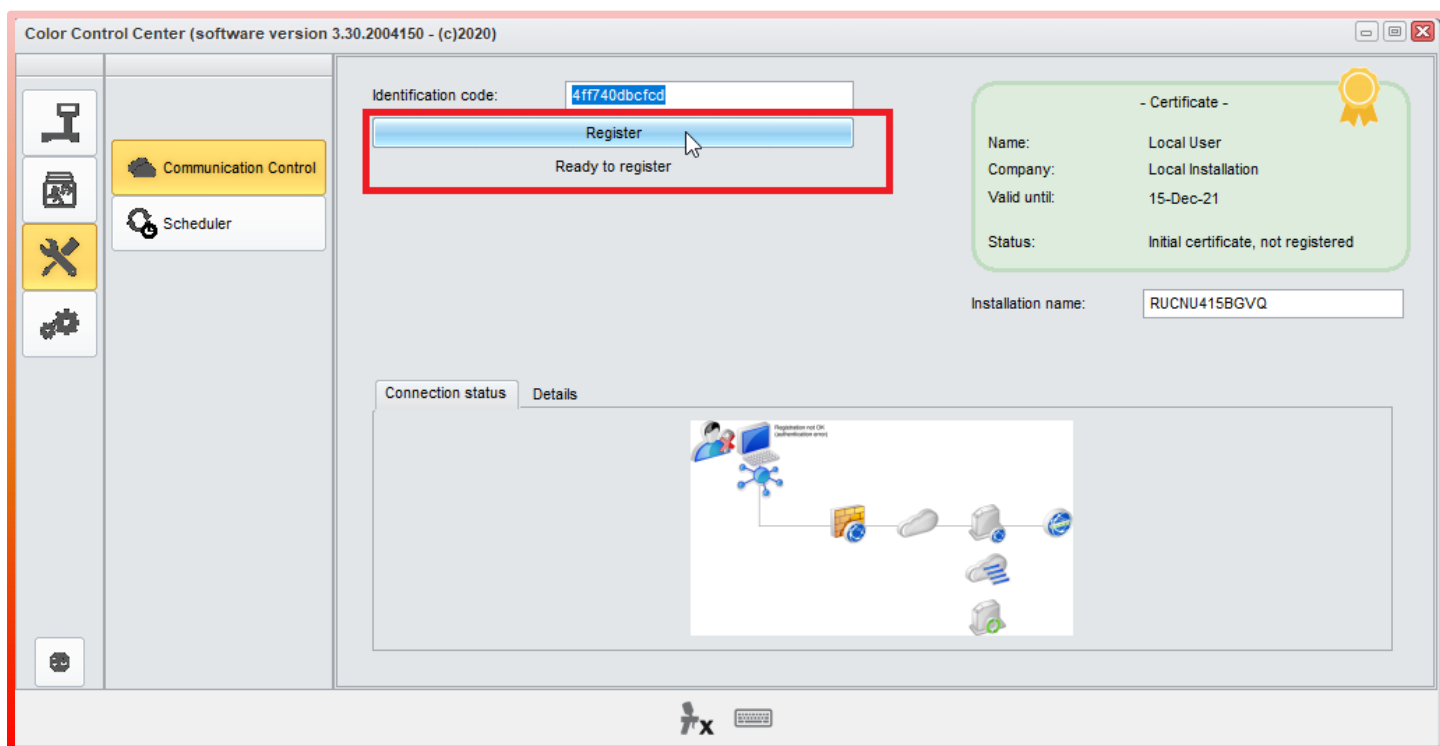 Color Control Center (software version 3.30.2004150 - (c)2020)
Identification code: 4ff740dbcfcd
Register
Ready to register
Communication Control
Scheduler
- Certificate -
Name: Local User
Company: Local Installation
Valid until: 15-Dec-21
Status: Initial certificate, not registered
Installation name: RUCNU415BGVQ
Connection status Details
Registration not OK
(authentication error)
x